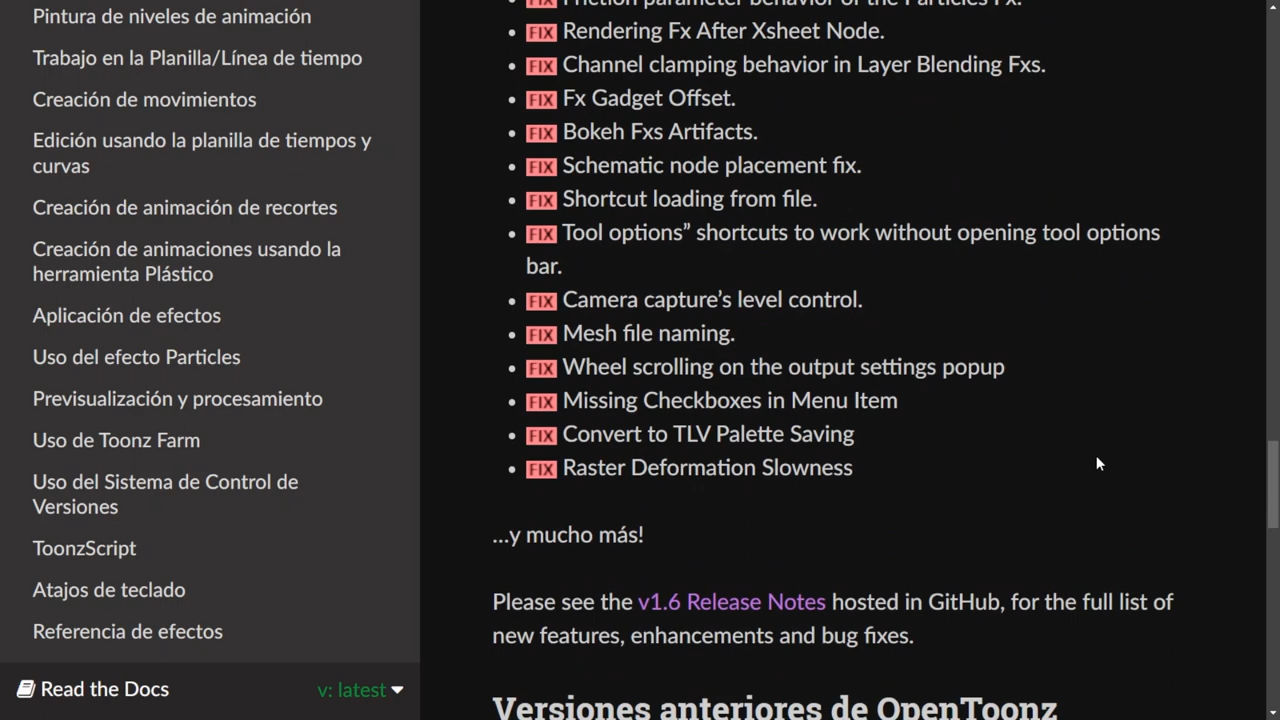 Pintura de niveles de animación
Trabajo en la Planilla/Línea de tiempo
Creación de movimientos
Edición usando la planilla de tiempos y
curvas
Creación de animación de recortes
Creación de animaciones usando la
herramienta Plástico
Aplicación de efectos
Uso del efecto Particles
Previsualización y procesamiento
Uso de Toonz Farm
Uso del Sistema de Control de
Versiones
ToonzScript
Atajos de teclado
Referencia de efectos
Read the Docs
v: latest
FIX Friction parameter behavior of the Particles Fx.
FIX Rendering Fx After Xsheet Node.
FIX Channel clamping behavior in Layer Blending Fxs.
FIX Fx Gadget Offset.
FIX Bokeh Fxs Artifacts.
FIX Schematic node placement fix.
FIX Shortcut loading from file.
FIX Tool options” shortcuts to work without opening tool options
bar.
FIX Camera capture’s level control.
FIX Mesh file naming.
FIX Wheel scrolling on the output settings popup
FIX Missing Checkboxes in Menu Item
FIX Convert to TLV Palette Saving
FIX Raster Deformation Slowness
…y mucho más!
Please see the v1.6 Release Notes hosted in GitHub, for the full list of
new features, enhancements and bug fixes.
Versiones anteriores de OpenToonz